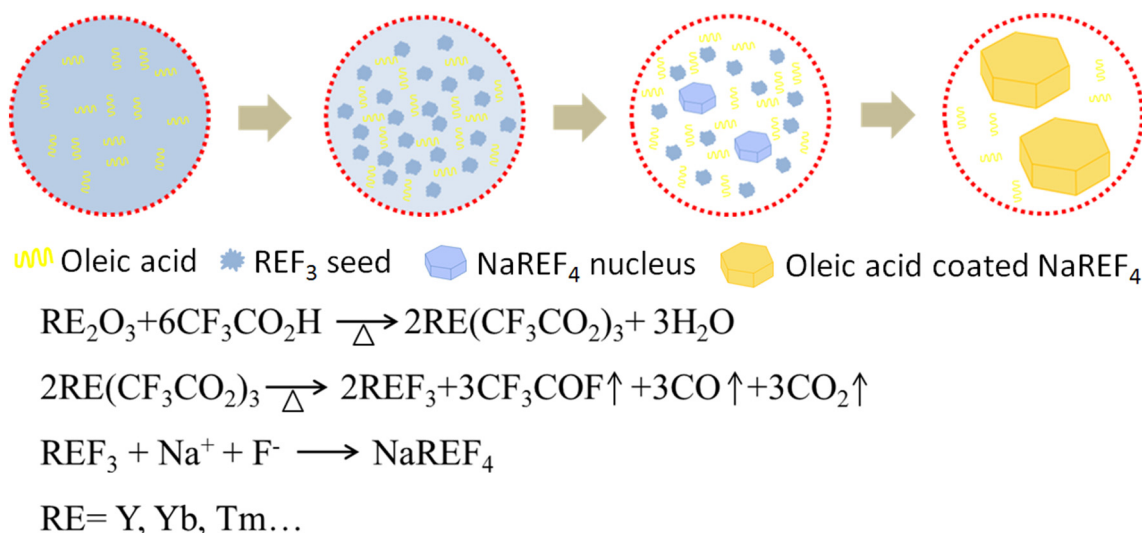 Oleic acid REF₃ seed NaREF₄ nucleus Oleic acid coated NaREF₄
RE₂O₃+6CF₃CO₂H ⟶△ 2RE(CF₃CO₂)₃+ 3H₂O
2RE(CF₃CO₂)₃ ⟶△ 2REF₃+3CF₃COF↑ +3CO↑+3CO₂↑
REF₃ + Na⁺ + F⁻ ⟶ NaREF₄
RE= Y, Yb, Tm…